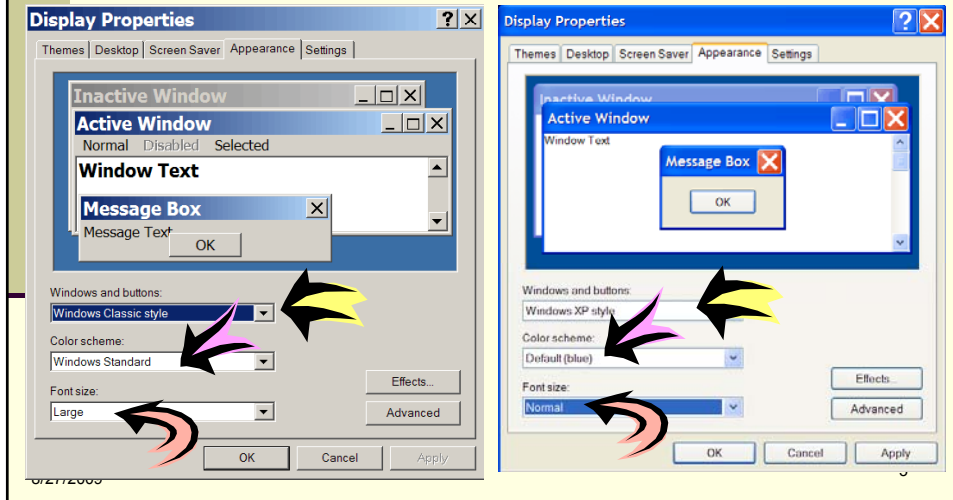 Display Properties
Themes Desktop Screen Saver Appearance Settings
Inactive Window
Active Window
Normal Disabled Selected
Window Text
Message Box
Message Text
OK
Windows and buttons:
Windows Classic style
Color scheme:
Windows Standard
Font size:
Large
Effects...
Advanced
OK Cancel Apply
Display Properties
Themes Desktop Screen Saver Appearance Settings
Inactive Window
Active Window
Window Text
Message Box
OK
Windows and buttons:
Windows XP style
Color scheme:
Default (blue)
Font size:
Normal
Effects...
Advanced
OK Cancel Apply